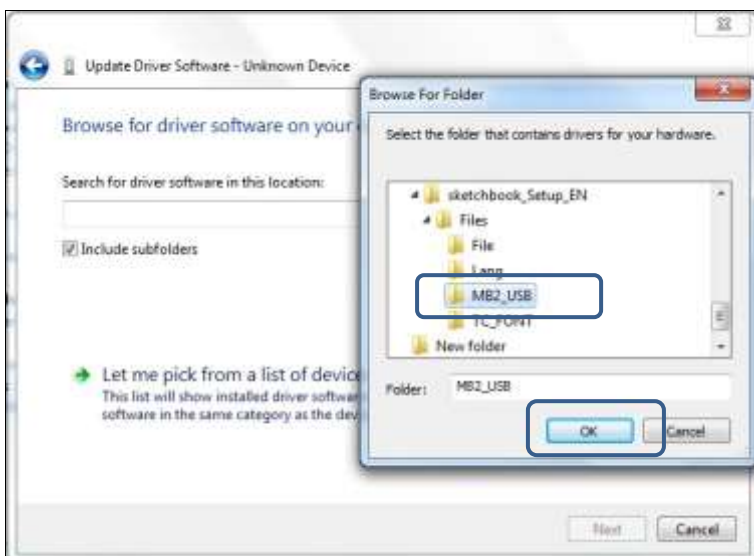 Update Driver Software - Unknown Device
Browse for driver software on your
Search for driver software in this location:
Include subfolders
Let me pick from a list of device
This list will show installed driver softwar
software in the same category as the dev
Next
Cancel
Browse For Folder
Select the folder that contains drivers for your hardware.
sketchbook_Setup_EN
Files
File
Lang
MB2_USB
TC_FONT
New folder
Folder:
MB2_USB
OK
Cancel